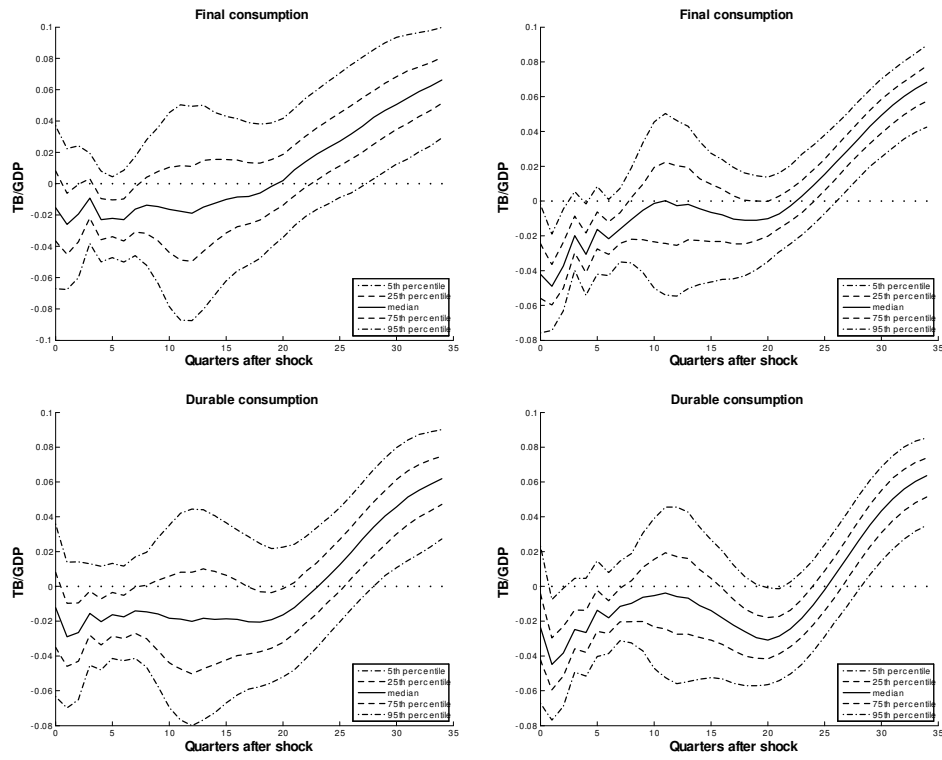 Final consumption
0.1
0.08
0.06
0.04
0.02
0
-0.02
-0.04
-0.06
-0.08
-0.1
TB/GDP
0 5 10 15 20 25 30 35
Quarters after shock
5th percentile
25th percentile
median
75th percentile
95th percentile
Final consumption
0.1
0.08
0.06
0.04
0.02
0
-0.02
-0.04
-0.06
-0.08
TB/GDP
0 5 10 15 20 25 30 35
Quarters after shock
5th percentile
25th percentile
median
75th percentile
95th percentile
Durable consumption
0.1
0.08
0.06
0.04
0.02
0
-0.02
-0.04
-0.06
-0.08
TB/GDP
0 5 10 15 20 25 30 35
Quarters after shock
5th percentile
25th percentile
median
75th percentile
95th percentile
Durable consumption
0.1
0.08
0.06
0.04
0.02
0
-0.02
-0.04
-0.06
-0.08
TB/GDP
0 5 10 15 20 25 30 35
Quarters after shock
5th percentile
25th percentile
median
75th percentile
95th percentile